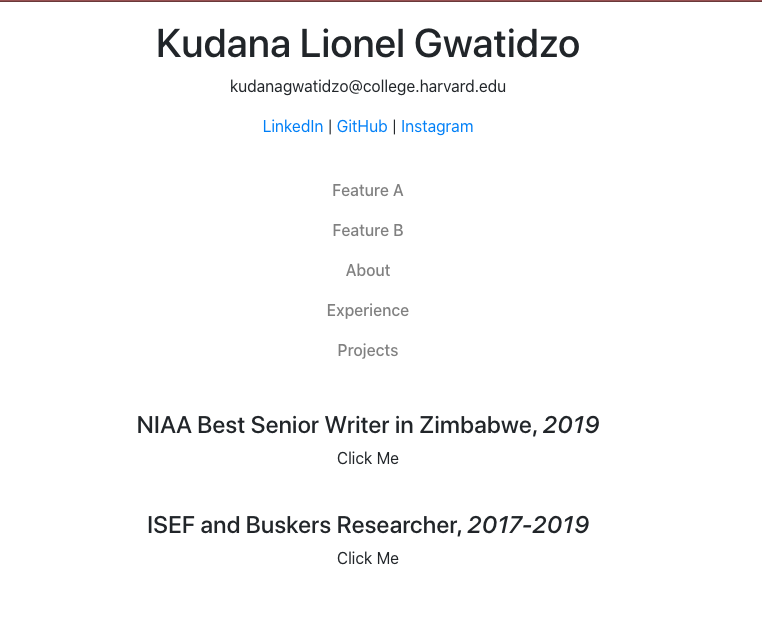 Kudana Lionel Gwatidzo
kudanagwatidzo@college.harvard.edu
LinkedIn | GitHub | Instagram
Feature A
Feature B
About
Experience
Projects
NIAA Best Senior Writer in Zimbabwe, 2019
Click Me
ISEF and Buskers Researcher, 2017-2019
Click Me